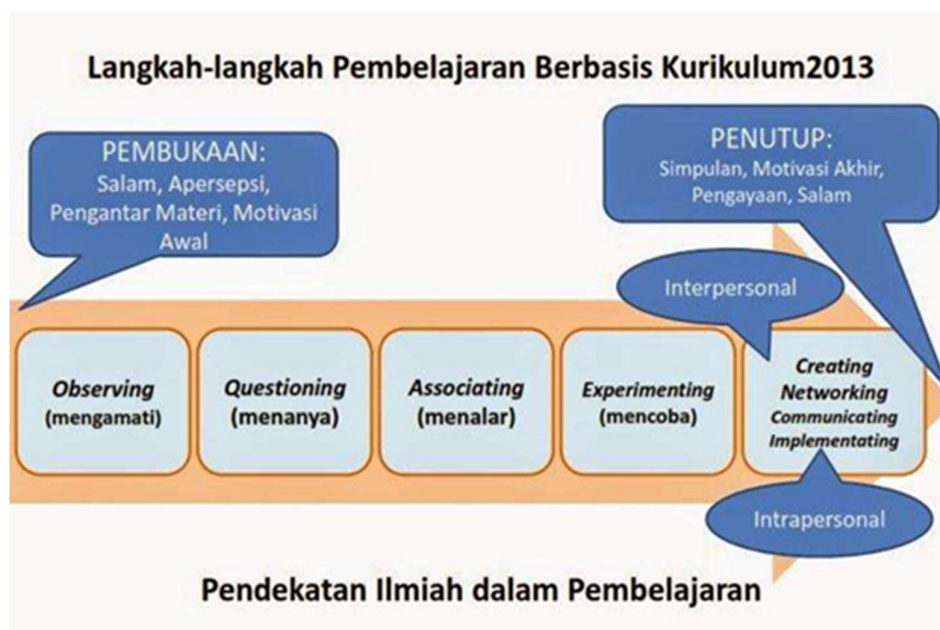 Langkah-langkah Pembelajaran Berbasis Kurikulum2013
PEMBUKAAN:
Salam, Apersepsi,
Pengantar Materi, Motivasi
Awal
PENUTUP:
Simpulan, Motivasi Akhir,
Pengayaan, Salam
Interpersonal
Observing
(mengamati)
Questioning
(menanya)
Associating
(menalar)
Experimenting
(mencoba)
Creating
Networking
Communicating
Implementating
Intrapersonal
Pendekatan Ilmiah dalam Pembelajaran